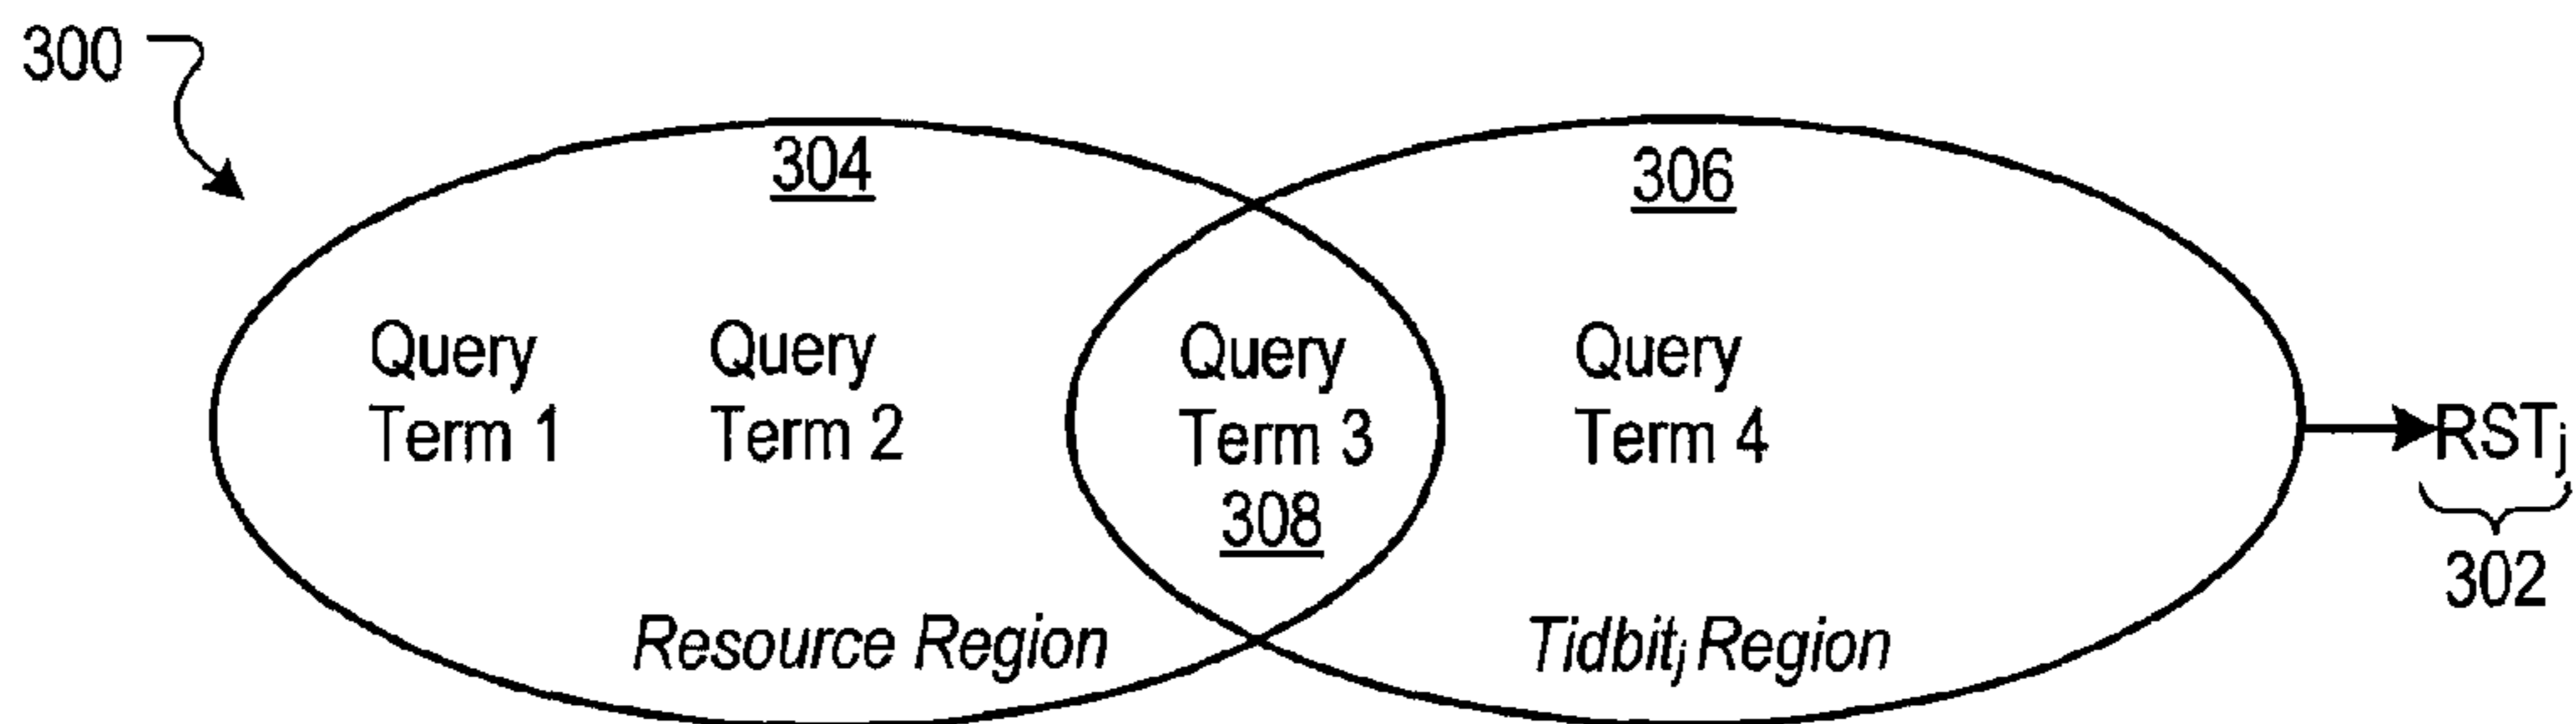 300
304
306
Query Query Query Query
Term 1 Term 2 Term 3 Term 4
308
RSTj
302
Resource Region
Tidbitj Region